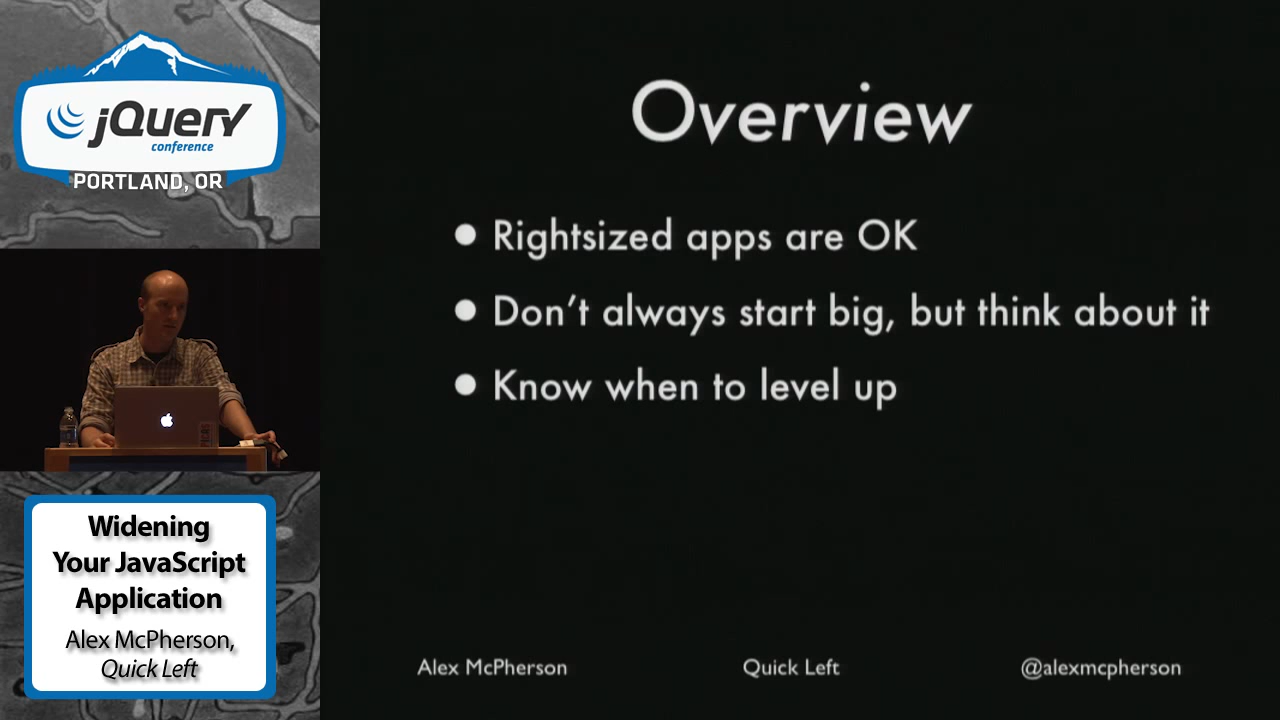 jQuery
conference
PORTLAND, OR
Widening
Your JavaScript
Application
Alex McPherson,
Quick Left
Overview
• Rightsized apps are OK
• Don't always start big, but think about it
• Know when to level up
Alex McPherson
Quick Left
@alexmcpherson